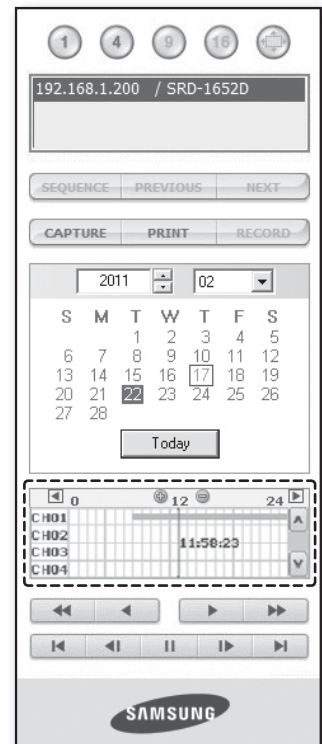 1 4 9 16
192.168.1.200 / SRD-1652D
SEQUENCE PREVIOUS NEXT
CAPTURE PRINT RECORD
2011 02
S M T W T F S
1 2 3 4 5
6 7 8 9 10 11 12
13 14 15 16 17 18 19
20 21 22 23 24 25 26
27 28
Today
0 12 24
CH01
CH02
11:58:23
CH03
CH04
SAMSUNG